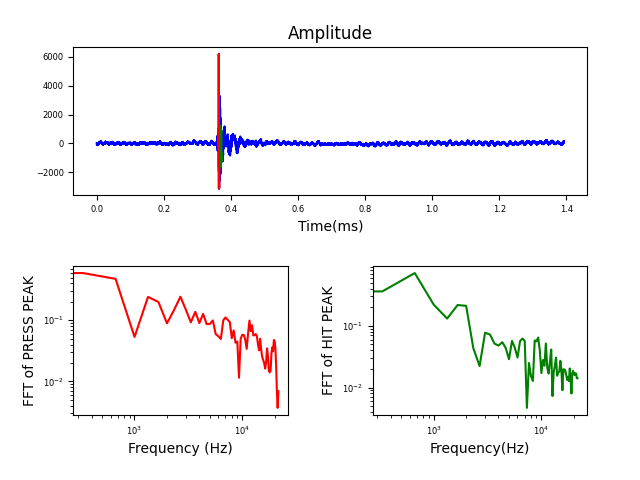 Amplitude
6000
4000
2000
0
−2000
0.0 0.2 0.4 0.6 0.8 1.0 1.2 1.4
Time(ms)
FFT of PRESS PEAK
10⁻¹
10⁻²
10³ 10⁴
Frequency (Hz)
FFT of HIT PEAK
10⁻¹
10⁻²
10³ 10⁴
Frequency(Hz)